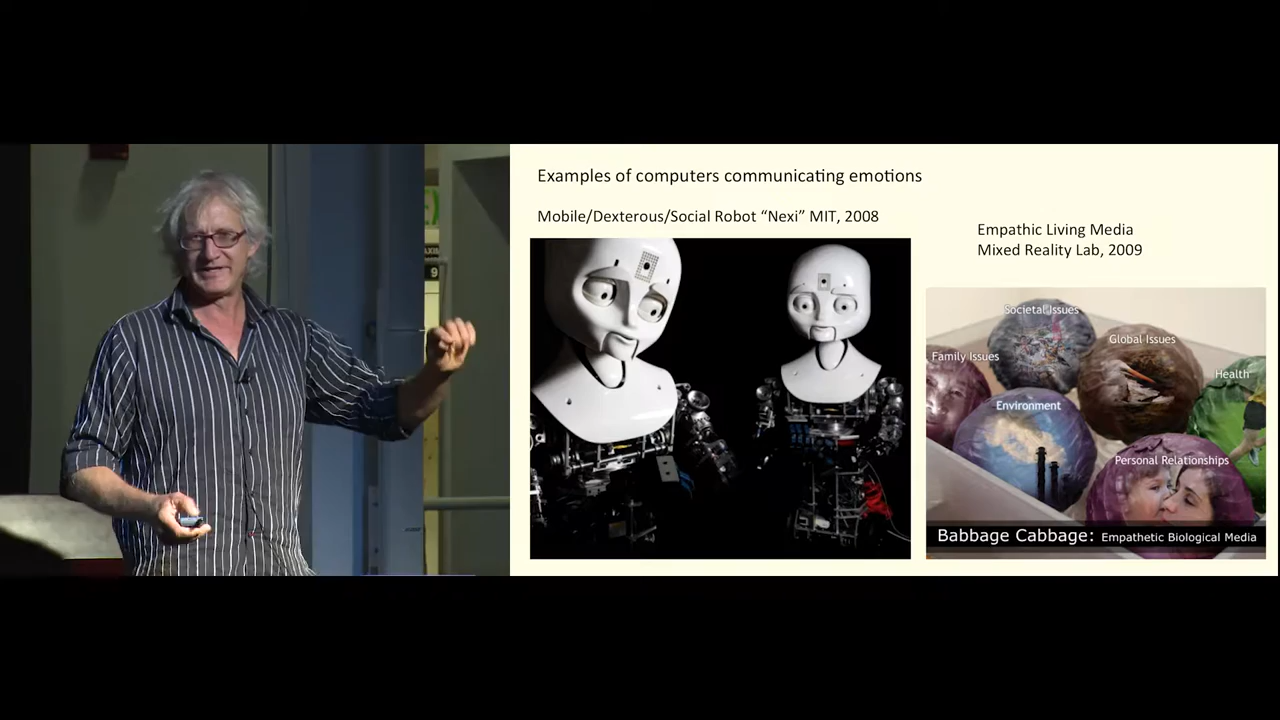 Examples of computers communicating emotions
Mobile/Dexterous/Social Robot “Nexi” MIT, 2008
Empathic Living Media
Mixed Reality Lab, 2009
Societal Issues
Global Issues
Family Issues
Health
Environment
Personal Relationships
Babbage Cabbage: Empathetic Biological Media
9